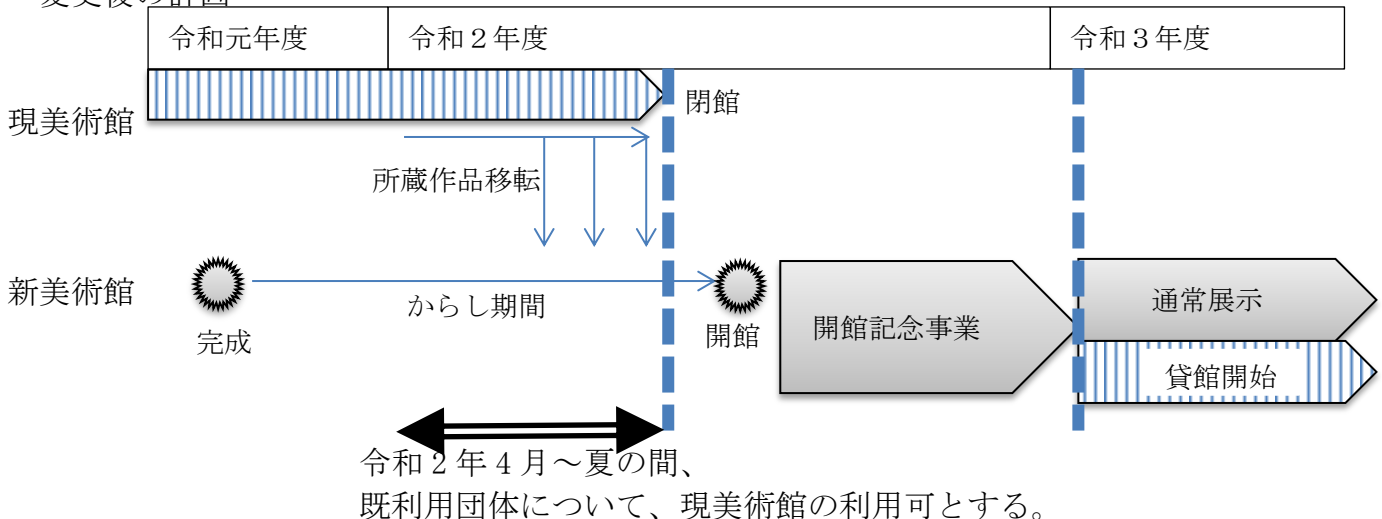 令和元年度
令和２年度
令和３年度
現美術館
閉館
所蔵作品移転
新美術館
完成
からし期間
開館
開館記念事業
通常展示
貸館開始
令和２年４月～夏の間、
既利用団体について、現美術館の利用可とする。